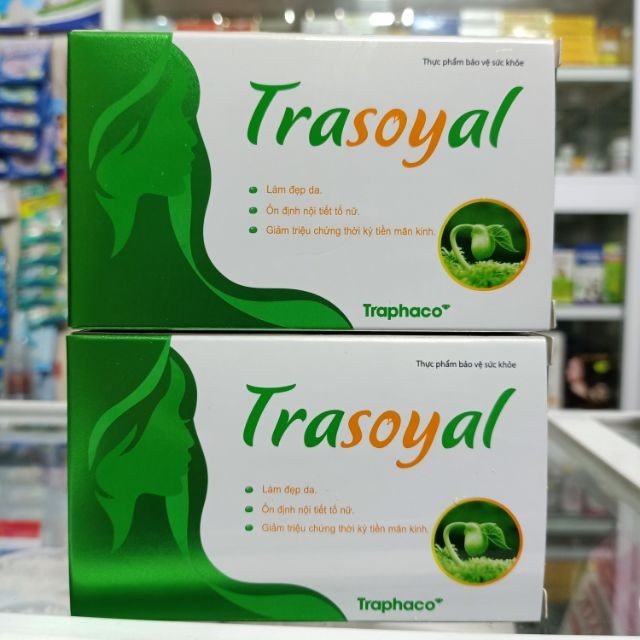 Thực phẩm bảo vệ sức khỏe
Trasoyal
Làm đẹp da.
Ổn định nội tiết tố nữ.
Giảm triệu chứng thời kỳ tiền mãn kinh.
Traphaco
Thực phẩm bảo vệ sức khỏe
Trasoyal
Làm đẹp da.
Ổn định nội tiết tố nữ.
Giảm triệu chứng thời kỳ tiền mãn kinh.
Traphaco